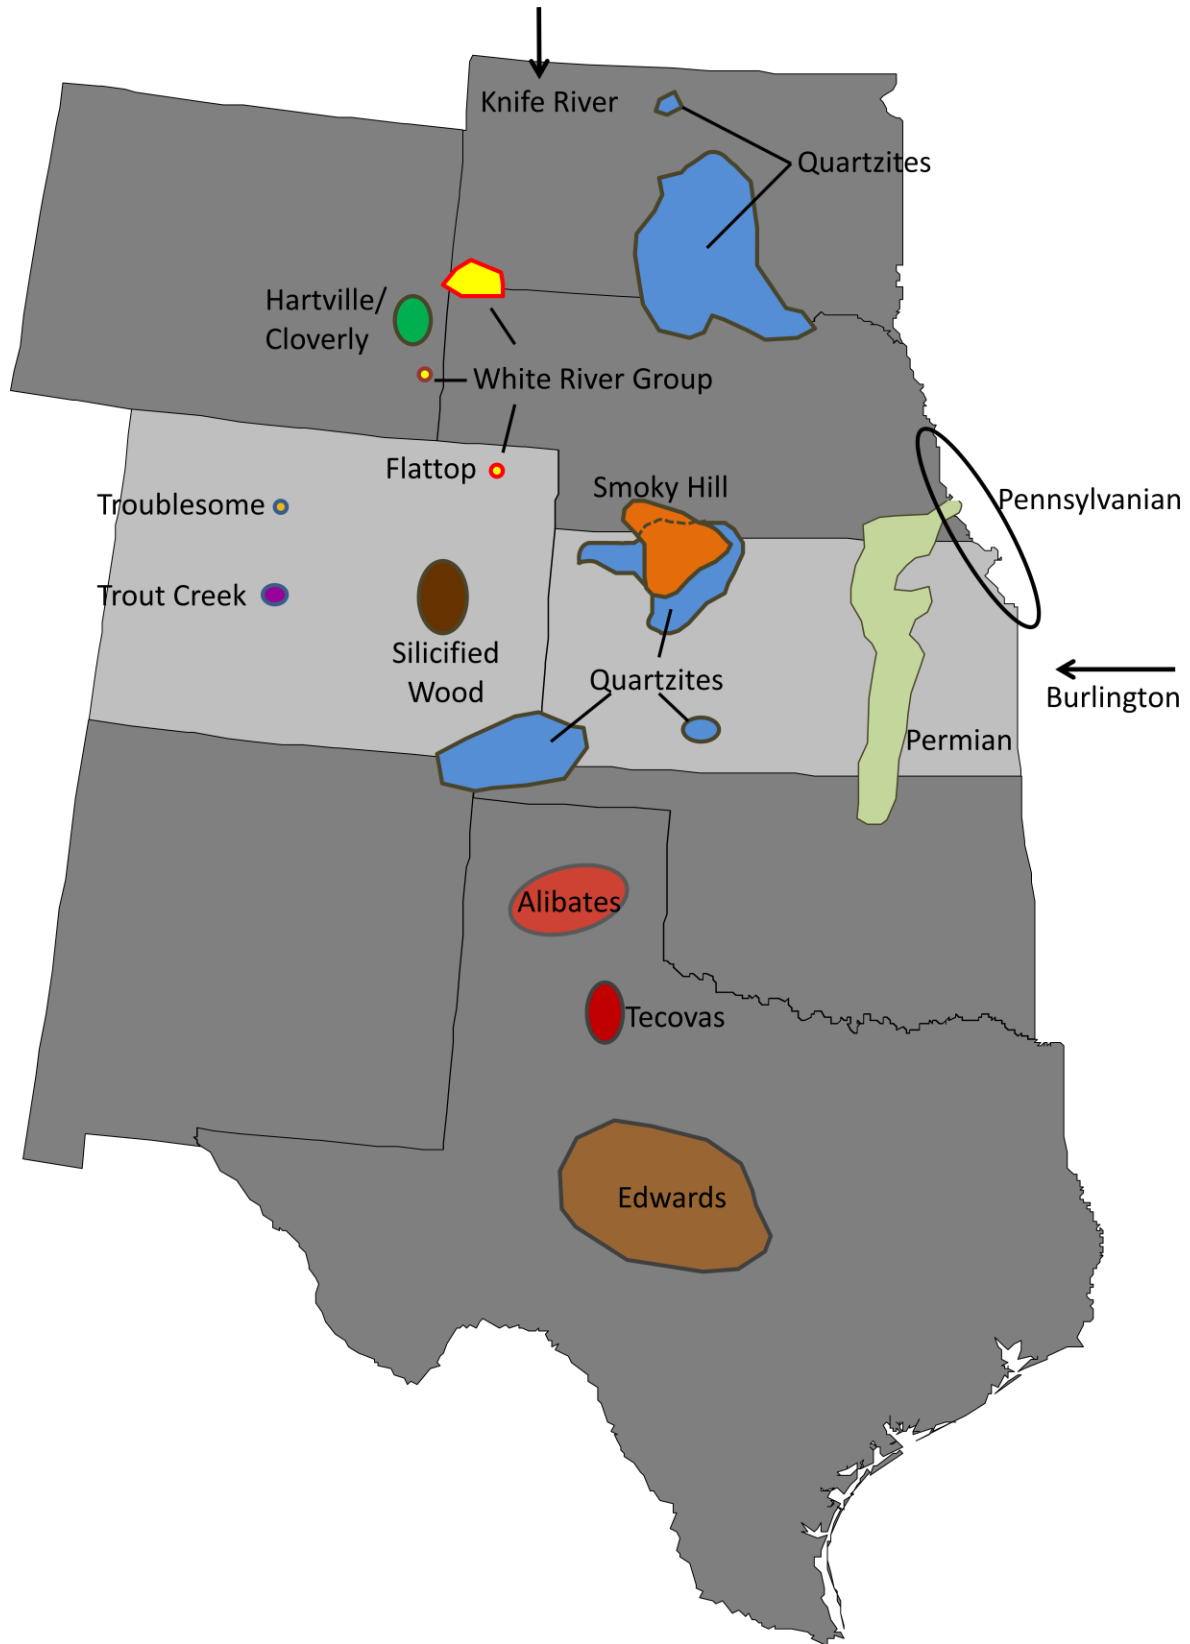 Knife River
Quartzites
Hartville/
Cloverly
White River Group
Flattop
Smoky Hill
Pennsylvanian
Troublesome
Trout Creek
Silicified
Wood
Quartzites
Burlington
Permian
Alibates
Tecovas
Edwards